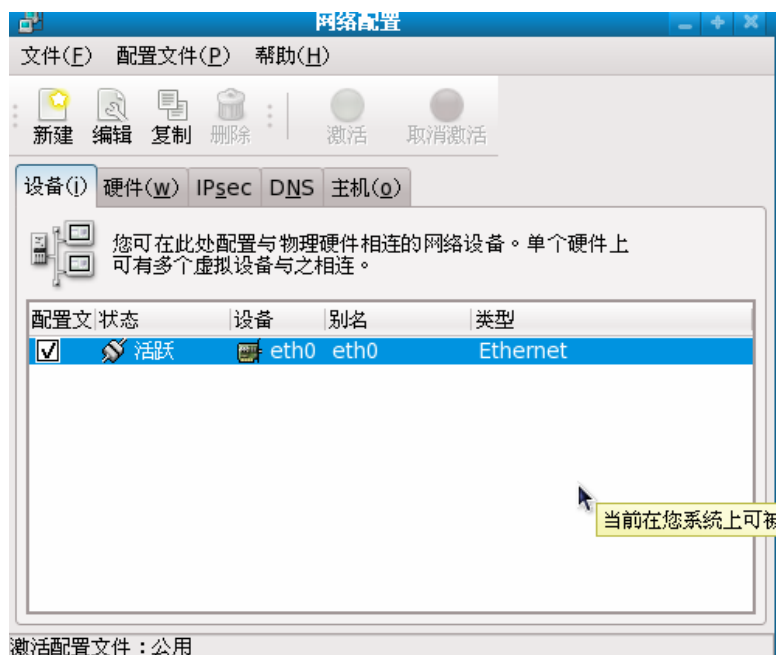 网络配置
文件(F) 配置文件(P) 帮助(H)
新建 编辑 复制 删除 激活 取消激活
设备(i) 硬件(w) IPsec DNS 主机(o)
您可在此处配置与物理硬件相连的网络设备。单个硬件上
可有多个虚拟设备与之相连。
配置文 状态 设备 别名 类型
活跃 eth0 eth0 Ethernet
当前在您系统上可被
激活配置文件：公用